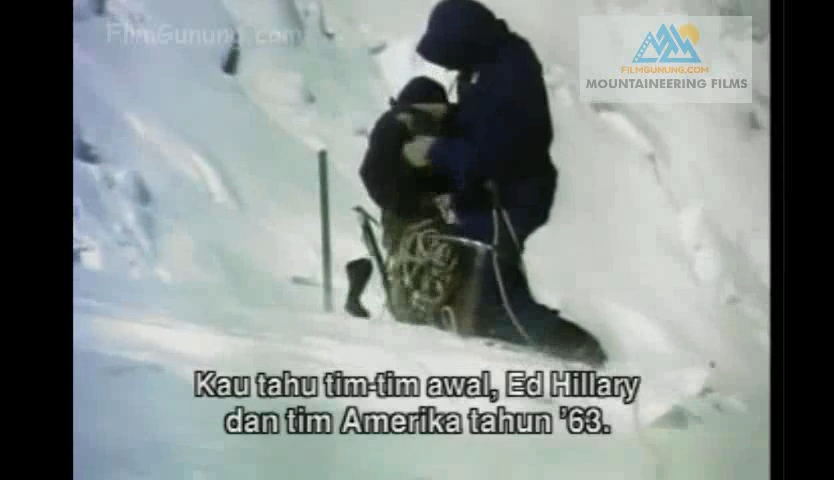 FilmGunung.com
FILMGUNUNG.COM
MOUNTAINEERING FILMS
Kau tahu tim-tim awal, Ed Hillary
dan tim Amerika tahun '63.